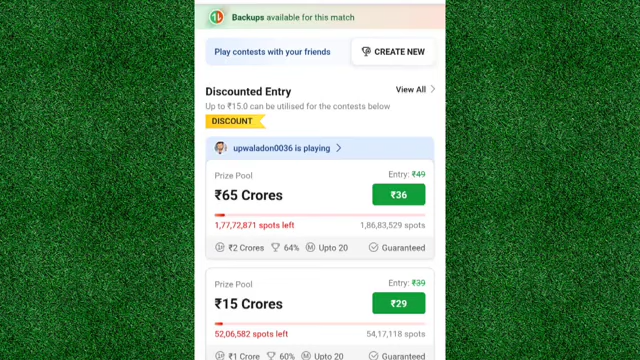 Backups available for this match
Play contests with your friends
CREATE NEW
Discounted Entry
View All
Up to ₹15.0 can be utilised for the contests below
DISCOUNT
upwaladon0036 is playing
Prize Pool
Entry: ₹49
₹65 Crores
₹36
1,77,72,871 spots left
1,86,83,529 spots
₹2 Crores
64%
M Upto 20
Guaranteed
Prize Pool
Entry: ₹39
₹15 Crores
₹29
52,06,582 spots left
54,17,118 spots
₹1 Crore
60%
M Upto 20
Guaranteed